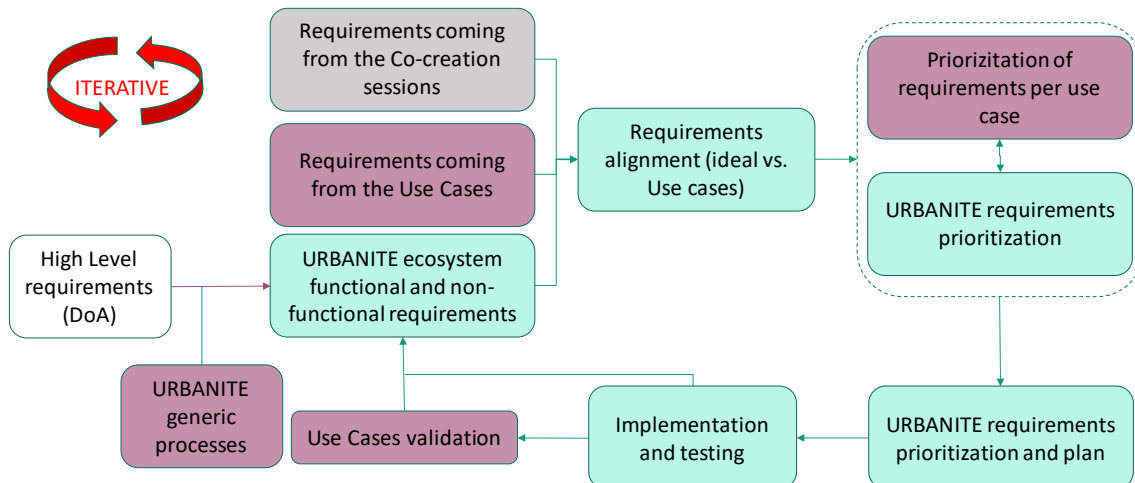 ITERATIVE
Requirements coming
from the Co-creation
sessions
Requirements coming
from the Use Cases
High Level
requirements
(DoA)
URBANITE ecosystem
functional and non-
functional requirements
URBANITE
generic
processes
Requirements
alignment (ideal vs.
Use cases)
Priorizitation of
requirements per use
case
URBANITE requirements
prioritization
URBANITE requirements
prioritization and plan
Implementation
and testing
Use Cases validation